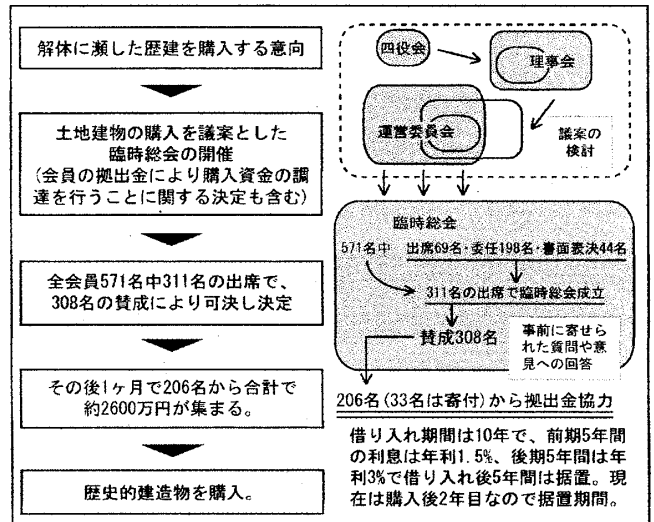 解体に瀕した歴建を購入する意向
土地建物の購入を議案とした
臨時総会の開催
(会員の拠出金により購入資金の調
達を行うことに関する決定も含む)
全会員571名中311名の出席で、
308名の賛成により可決し決定
その後1ヶ月で206名から合計で
約2600万円が集まる。
歴史的建造物を購入。
四役会
理事会
運営委員会
議案の
検討
臨時総会
571名中
出席69名・委任198名・書面表決44名
311名の出席で臨時総会成立
賛成308名
事前に寄せら
れた質問や意
見への回答
206名(33名は寄付)から拠出金協力
借り入れ期間は10年で、前期5年間
の利息は年利1.5%、後期5年間は年
利3%で借り入れ後5年間は据置。現
在は購入後2年目なので据置期間。